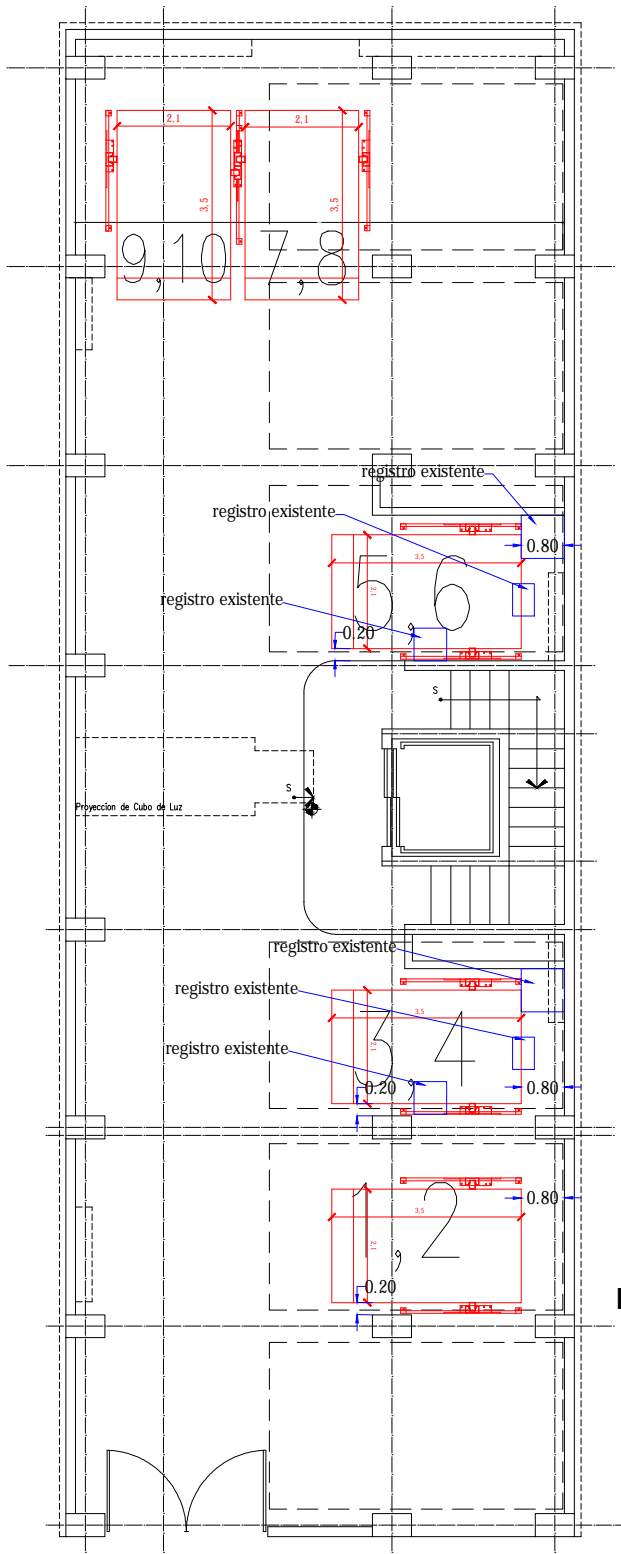 2.1
2.1
3.5
3.5
9,10
7,8
registro existente
registro existente
0.80
3.5
5,6
2.1
registro existente
0.20
S
S
Proyeccion de Cubo de Luz
registro existente
registro existente
3.5
3,4
2.1
registro existente
0.20
0.80
0.80
1,2
3.5
2.1
0.20